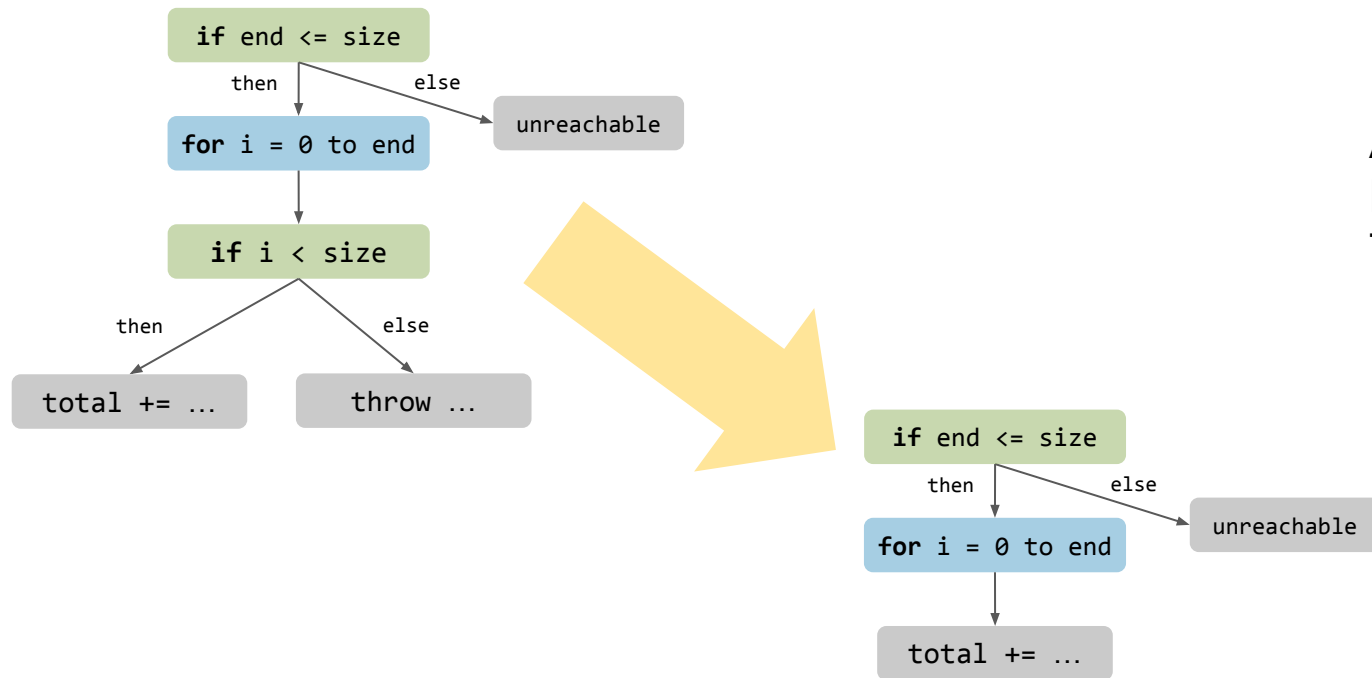 if end <= size
then
else
unreachable
for i = 0 to end
if i < size
then
else
total += …
throw …
if end <= size
then
else
unreachable
for i = 0 to end
total += …